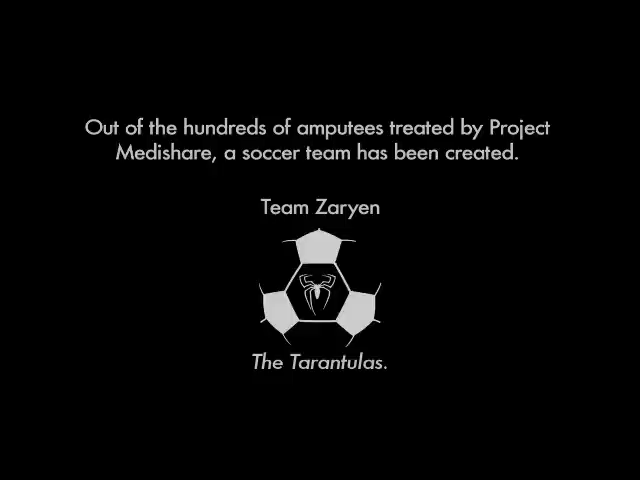 Out of the hundreds of amputees treated by Project
Medishare, a soccer team has been created.
Team Zaryen
The Tarantulas.